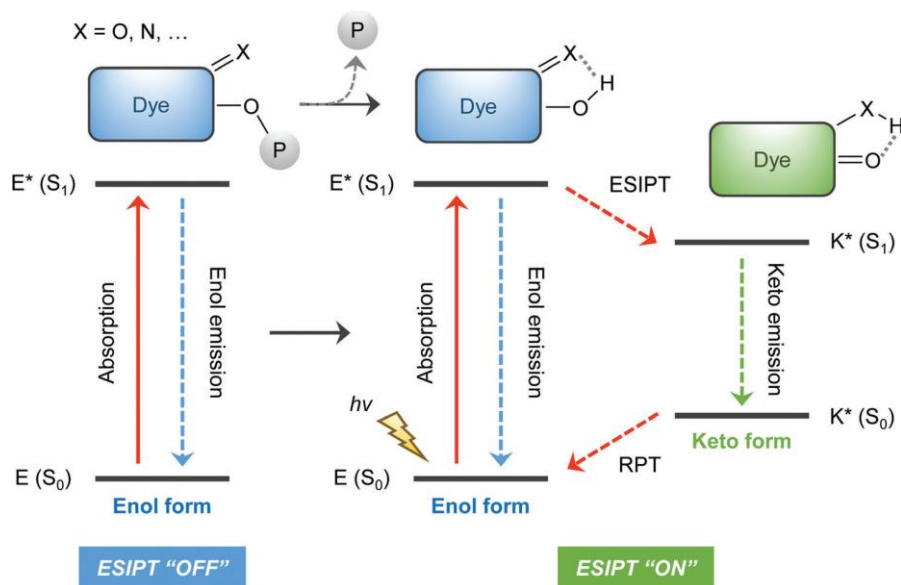 X = O, N, ...
P
X
Dye
O
P
X
H
Dye
O
X
H
Dye
O
E* (S₁)
E* (S₁)
ESIPT
K* (S₁)
Absorption
Enol emission
Absorption
Enol emission
Keto emission
hv
K* (S₀)
Keto form
RPT
E (S₀)
Enol form
E (S₀)
Enol form
ESIPT "OFF"
ESIPT "ON"